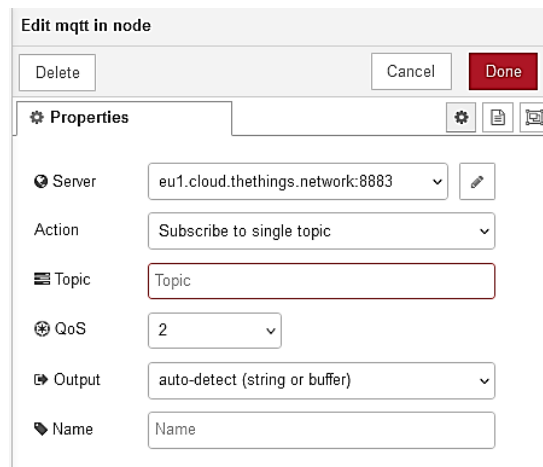 Edit mqtt in node
Delete
Cancel
Done
Properties
Server
eu1.cloud.thethings.network:8883
Action
Subscribe to single topic
Topic
Topic
QoS
2
Output
auto-detect (string or buffer)
Name
Name